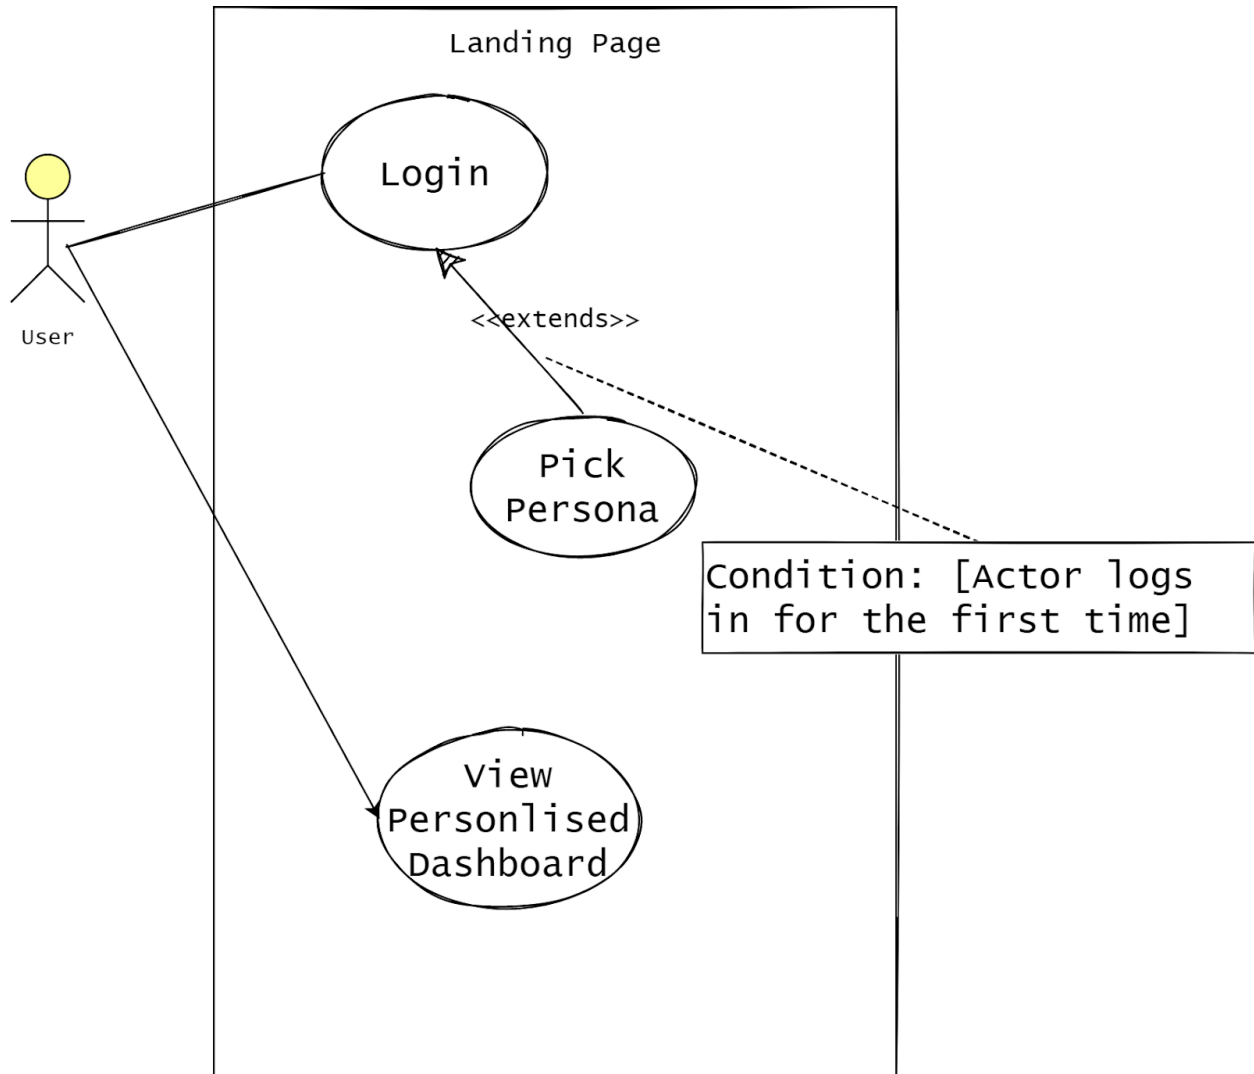 Landing Page
Login
User
<<extends>>
Pick
Persona
Condition: [Actor logs
in for the first time]
View
Personlised
Dashboard